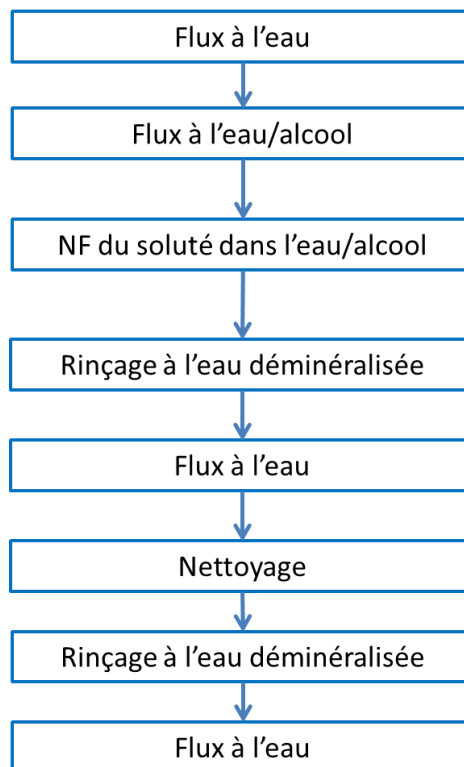 Flux à l'eau
Flux à l'eau/alcool
NF du soluté dans l'eau/alcool
Rinçage à l'eau déminéralisée
Flux à l'eau
Nettoyage
Rinçage à l'eau déminéralisée
Flux à l'eau